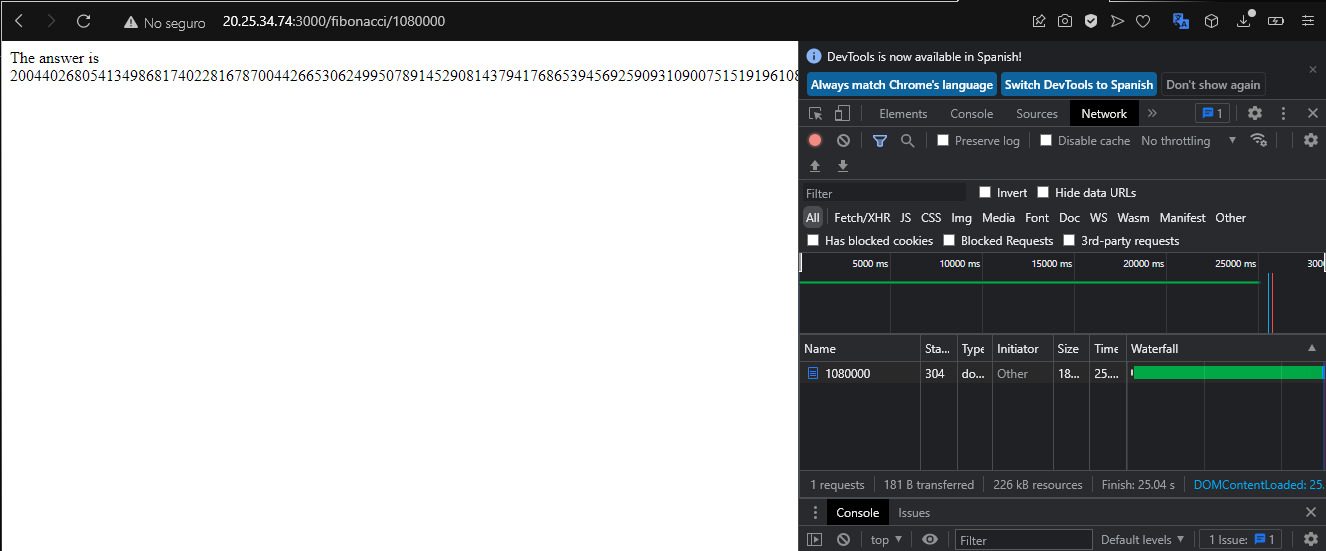 No seguro 20.25.34.74:3000/fibonacci/1080000
The answer is
DevTools is now available in Spanish!
Always match Chrome's language Switch DevTools to Spanish Don't show again
Elements Console Sources Network 1
Preserve log Disable cache No throttling
Filter Invert Hide data URLs
All Fetch/XHR JS CSS Img Media Font Doc WS Wasm Manifest Other
Has blocked cookies Blocked Requests 3rd-party requests
5000 ms 10000 ms 15000 ms 20000 ms 25000 ms 3000
Name Sta... Type Initiator Size Time Waterfall
1080000 304 do... Other 18... 25....
1 requests 181 B transferred 226 kB resources Finish: 25.04 s DOMContentLoaded: 25.
Console Issues
top Filter Default levels 1 Issue: 1